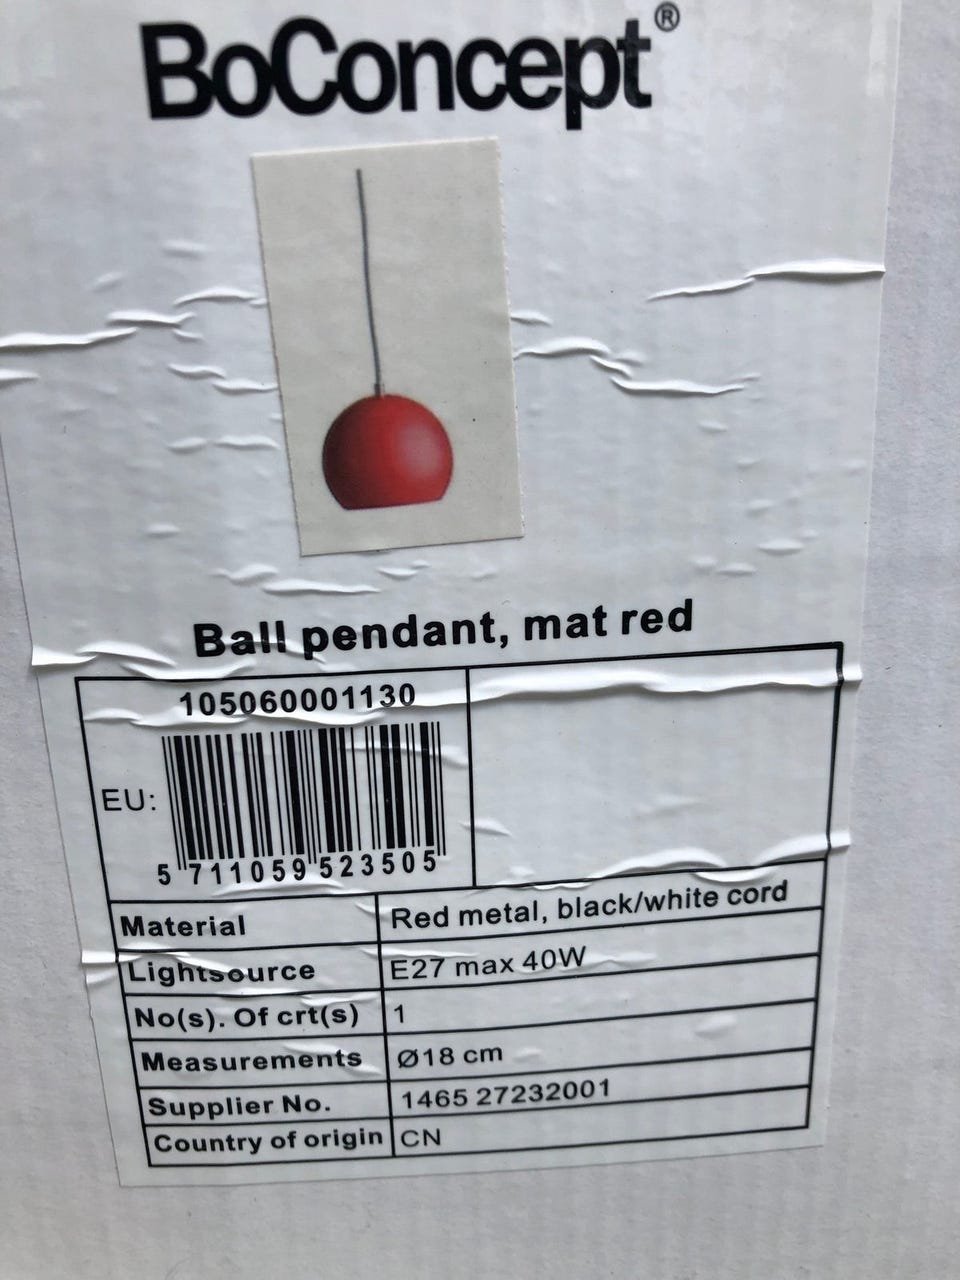 BoConcept®
Ball pendant, mat red
105060001130
EU:
5 711059 523505
Material Red metal, black/white cord
Lightsource E27 max 40W
No(s). Of crt(s) 1
Measurements Ø18 cm
Supplier No. 1465 27232001
Country of origin CN